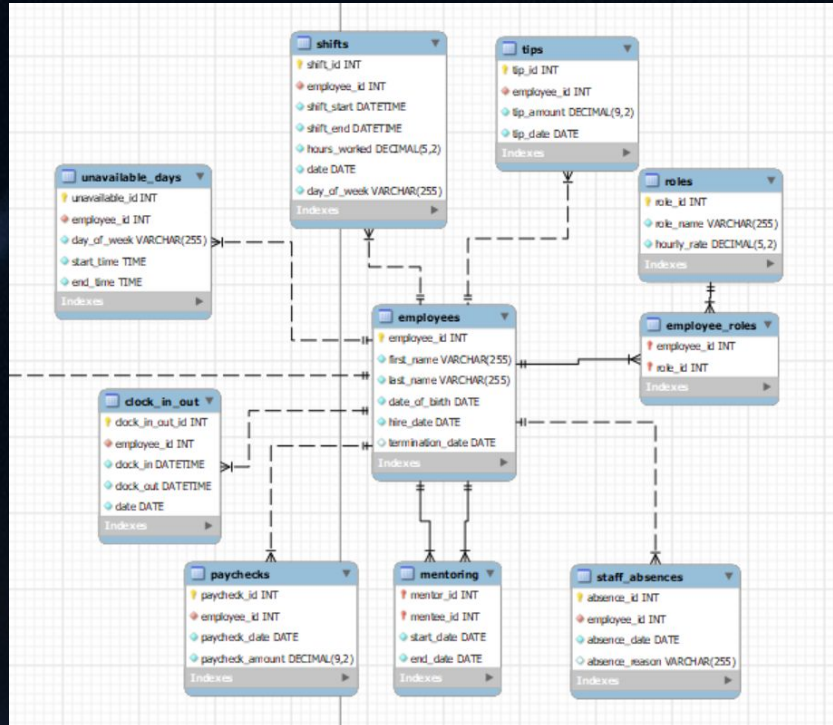 shifts
shift_id INT
employee_id INT
shift_start DATETIME
shift_end DATETIME
hours_worked DECIMAL(5,2)
date DATE
day_of_week VARCHAR(255)
Indexes
tips
tip_id INT
employee_id INT
tip_amount DECIMAL(9,2)
tip_date DATE
Indexes
unavailable_days
unavailable_id INT
employee_id INT
day_of_week VARCHAR(255)
start_time TIME
end_time TIME
Indexes
roles
role_id INT
role_name VARCHAR(255)
hourly_rate DECIMAL(5,2)
Indexes
employees
employee_id INT
first_name VARCHAR(255)
last_name VARCHAR(255)
date_of_birth DATE
hire_date DATE
termination_date DATE
Indexes
employee_roles
employee_id INT
role_id INT
Indexes
clock_in_out
clock_in_out_id INT
employee_id INT
clock_in DATETIME
clock_out DATETIME
date DATE
Indexes
paychecks
paycheck_id INT
employee_id INT
paycheck_date DATE
paycheck_amount DECIMAL(9,2)
Indexes
mentoring
mentor_id INT
mentee_id INT
start_date DATE
end_date DATE
Indexes
staff_absences
absence_id INT
employee_id INT
absence_date DATE
absence_reason VARCHAR(255)
Indexes